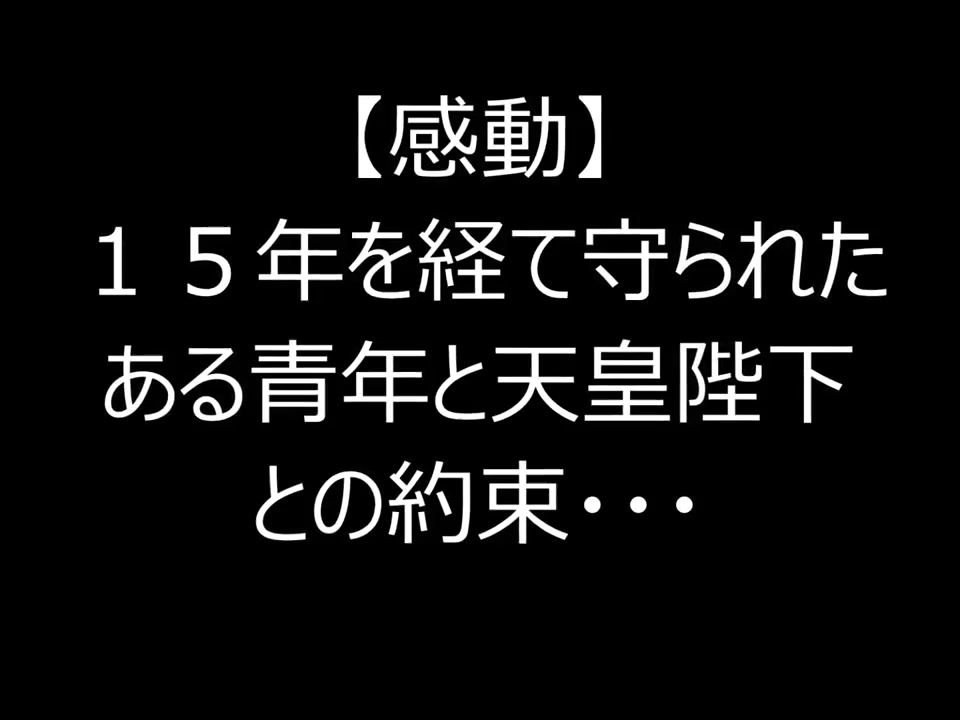 【感動】
１５年を経て守られた
ある青年と天皇陛下
との約束・・・